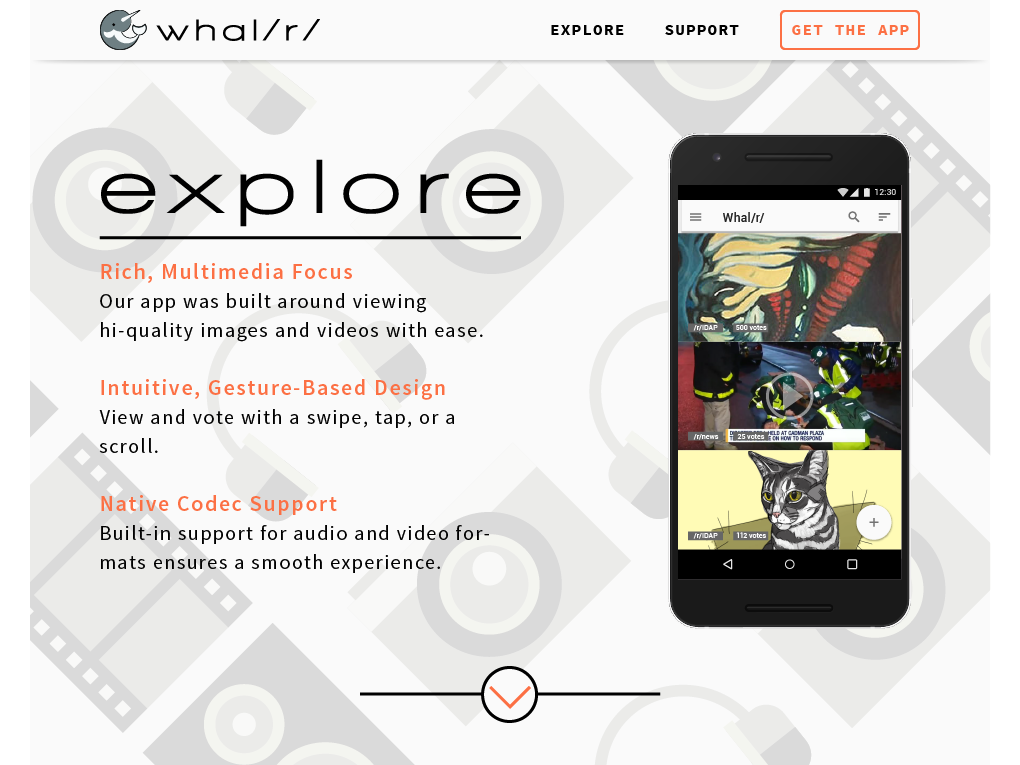 whal/r/
EXPLORE
SUPPORT
GET THE APP
explore
Rich, Multimedia Focus
Our app was built around viewing
hi-quality images and videos with ease.
Intuitive, Gesture-Based Design
View and vote with a swipe, tap, or a
scroll.
Native Codec Support
Built-in support for audio and video for-
mats ensures a smooth experience.
12:30
Whal/r/
/r/IDAP
500 votes
HELD AT CADMAN PLAZA
ON HOW TO RESPOND
/r/news
25 votes
/r/IDAP
112 votes